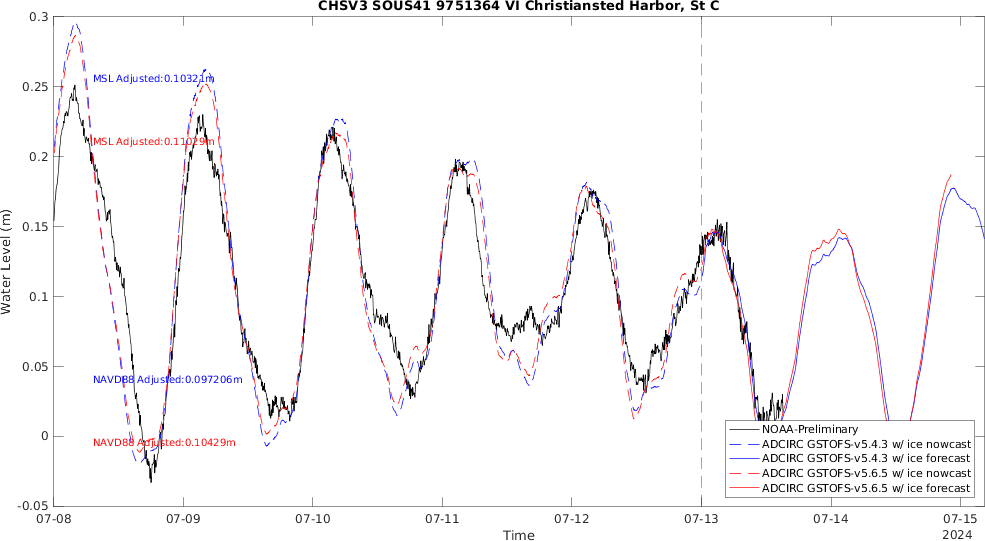 CHSV3 SOUS41 9751364 VI Christiansted Harbor, St C
0.3
0.25
0.2
0.15
0.1
0.05
0
-0.05
Water Level (m)
MSL Adjusted:0.10321m
MSL Adjusted:0.11029m
NAVD88 Adjusted:0.097206m
NAVD88 Adjusted:0.10429m
NOAA-Preliminary
ADCIRC GSTOFS-v5.4.3 w/ ice nowcast
ADCIRC GSTOFS-v5.4.3 w/ ice forecast
ADCIRC GSTOFS-v5.6.5 w/ ice nowcast
ADCIRC GSTOFS-v5.6.5 w/ ice forecast
07-08 07-09 07-10 07-11 07-12 07-13 07-14 07-15
Time
2024